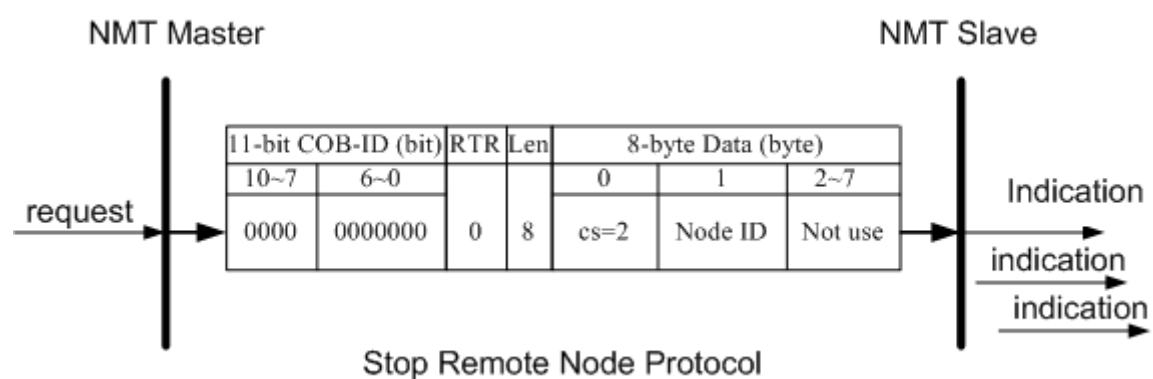 NMT Master NMT Slave
11-bit COB-ID (bit) RTR Len 8-byte Data (byte)
10~7 6~0 0 1 2~7
request 0000 0000000 0 8 cs=2 Node ID Not use Indication
indication
indication
Stop Remote Node Protocol